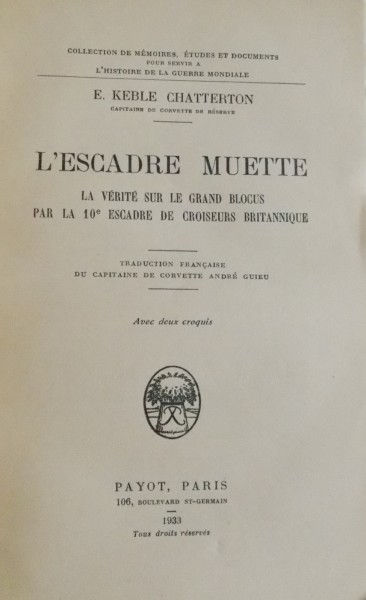 COLLECTION DE MÉMOIRES, ÉTUDES ET DOCUMENTS
POUR SERVIR A
L'HISTOIRE DE LA GUERRE MONDIALE
E. KEBLE CHATTERTON
CAPITAINE DE CORVETTE DE RÉSERVE
L'ESCADRE MUETTE
LA VÉRITÉ SUR LE GRAND BLOCUS
PAR LA 10e ESCADRE DE CROISEURS BRITANNIQUE
TRADUCTION FRANÇAISE
DU CAPITAINE DE CORVETTE ANDRÉ GUIEU
Avec deux croquis
PAYOT, PARIS
106, BOULEVARD ST-GERMAIN
1933
Tous droits réservés